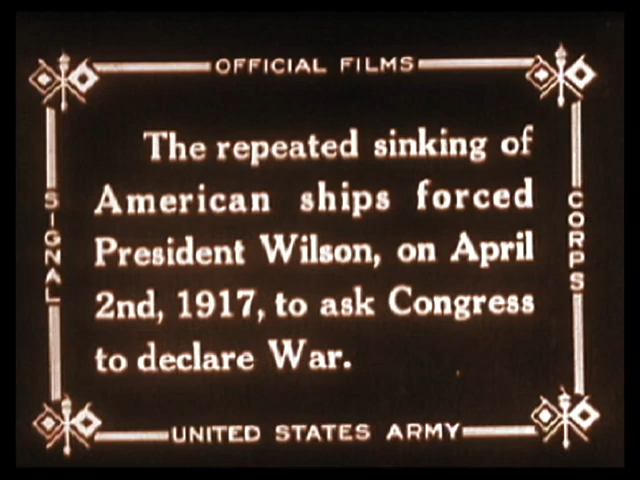 OFFICIAL FILMS
The repeated sinking of
American ships forced
President Wilson, on April
2nd, 1917, to ask Congress
to declare War.
SIGNAL
CORPS
UNITED STATES ARMY